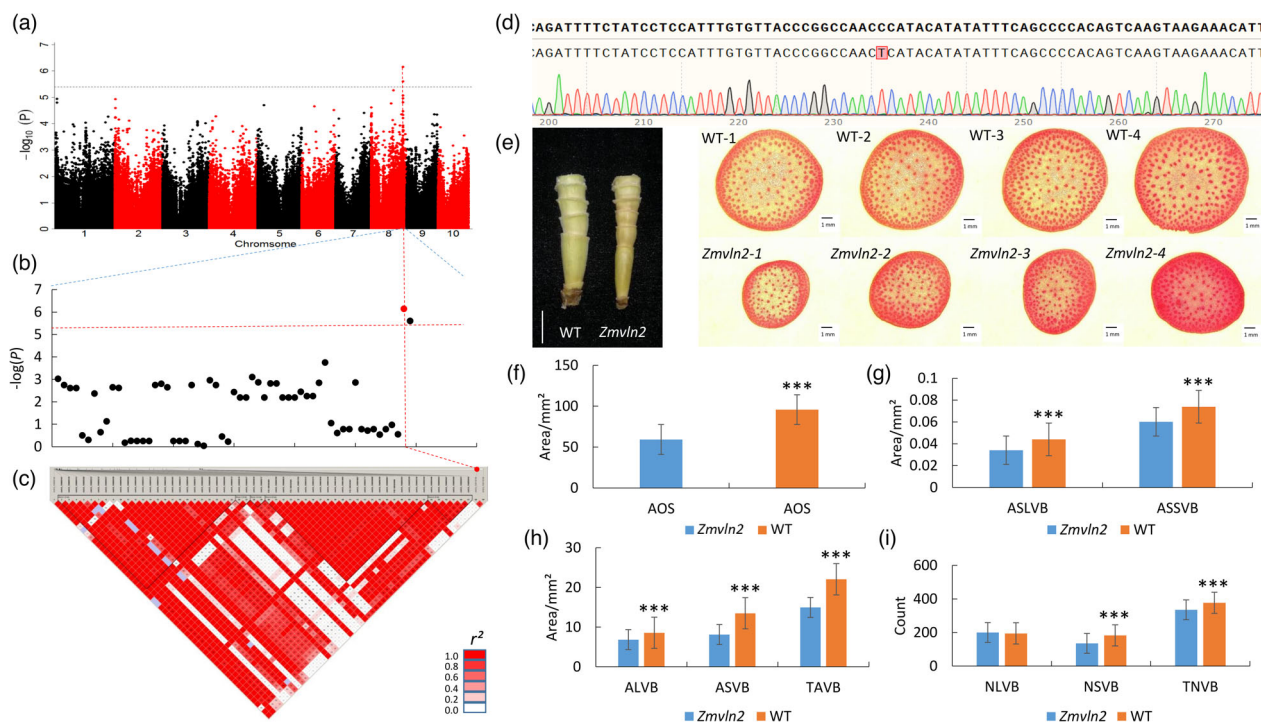 (a)
7
6
5
4
3
2
1
0
−log₁₀ (P)
1 2 3 4 5 6 7 8 9 10
Chromsome
(b)
7
6
5
4
3
2
1
0
-log(P)
(c)
r²
1.0
0.8
0.6
0.4
0.2
0.0
(d)
CAGATTTTCTATCCTCCATTTGTGTTACCCGGCCAACCCCATACATATATTTCAGCCCCACAGTCAAGTAAGAAACATT
CAGATTTTCTATCCTCCATTTGTGTTACCCGGCCAACTCATACATATATTTCAGCCCCACAGTCAAGTAAGAAACATT
200 210 220 230 240 250 260 270
(e)
WT Zmvln2
WT-1 WT-2 WT-3 WT-4
1 mm 1 mm 1 mm 1 mm
Zmvln2-1 Zmvln2-2 Zmvln2-3 Zmvln2-4
1 mm 1 mm 1 mm 1 mm
(f)
Area/mm²
150
100
50
0
***
AOS AOS
Zmvln2 WT
(g)
Area/mm²
0.1
0.08
0.06
0.04
0.02
0
*** ***
ASLVB ASSVB
Zmvln2 WT
(h)
Area/mm²
30
20
10
0
*** *** ***
ALVB ASVB TAVB
Zmvln2 WT
(i)
Count
600
400
200
0
*** ***
NLVB NSVB TNVB
Zmvln2 WT